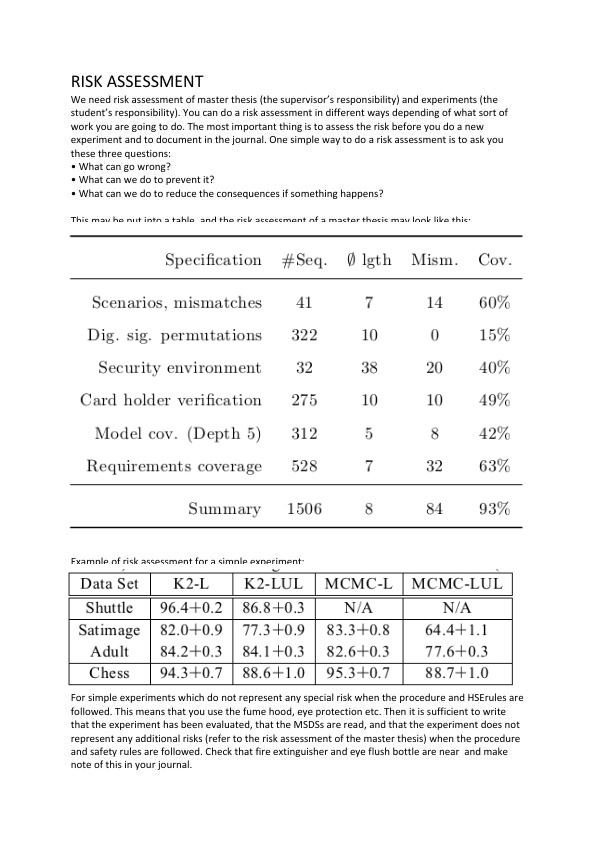 RISK ASSESSMENT
We need risk assessment of master thesis (the supervisor's responsibility) and experiments (the
student's responsibility). You can do a risk assessment in different ways depending of what sort of
work you are going to do. The most important thing is to assess the risk before you do a new
experiment and to document in the journal. One simple way to do a risk assessment is to ask you
these three questions:
• What can go wrong?
• What can we do to prevent it?
• What can we do to reduce the consequences if something happens?
This may be put into a table, and the risk assessment of a master thesis may look like this:
Specification #Seq. ∅ lgth Mism. Cov.
Scenarios, mismatches 41 7 14 60%
Dig. sig. permutations 322 10 0 15%
Security environment 32 38 20 40%
Card holder verification 275 10 10 49%
Model cov. (Depth 5) 312 5 8 42%
Requirements coverage 528 7 32 63%
Summary 1506 8 84 93%
Example of risk assessment for a simple experiment:
Data Set K2-L K2-LUL MCMC-L MCMC-LUL
Shuttle 96.4+0.2 86.8+0.3 N/A N/A
Satimage 82.0+0.9 77.3+0.9 83.3+0.8 64.4+1.1
Adult 84.2+0.3 84.1+0.3 82.6+0.3 77.6+0.3
Chess 94.3+0.7 88.6+1.0 95.3+0.7 88.7+1.0
For simple experiments which do not represent any special risk when the procedure and HSErules are
followed. This means that you use the fume hood, eye protection etc. Then it is sufficient to write
that the experiment has been evaluated, that the MSDSs are read, and that the experiment does not
represent any additional risks (refer to the risk assessment of the master thesis) when the procedure
and safety rules are followed. Check that fire extinguisher and eye flush bottle are near  and make
note of this in your journal.